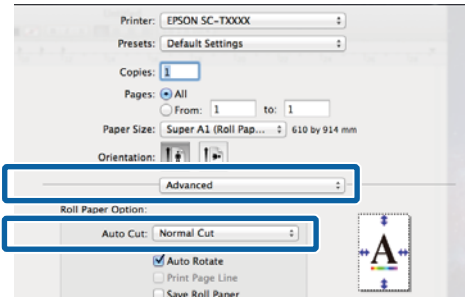 Printer: EPSON SC-TXXXX
Presets: Default Settings
Copies: 1
Pages: All
From: 1 to: 1
Paper Size: Super A1 (Roll Pap... 610 by 914 mm
Orientation:
Advanced
Roll Paper Option:
Auto Cut: Normal Cut
Auto Rotate
Print Page Line
Save Roll Paper
A